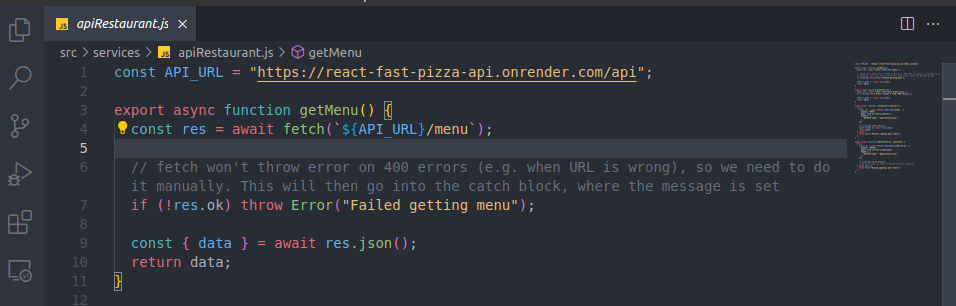 JS apiRestaurant.js ×
src > services > JS apiRestaurant.js > getMenu
1 const API_URL = "https://react-fast-pizza-api.onrender.com/api";
2
3 export async function getMenu() {
4 const res = await fetch(`${API_URL}/menu`);
5
6 // fetch won't throw error on 400 errors (e.g. when URL is wrong), so we need to do
it manually. This will then go into the catch block, where the message is set
7 if (!res.ok) throw Error("Failed getting menu");
8
9 const { data } = await res.json();
10 return data;
11 }
12